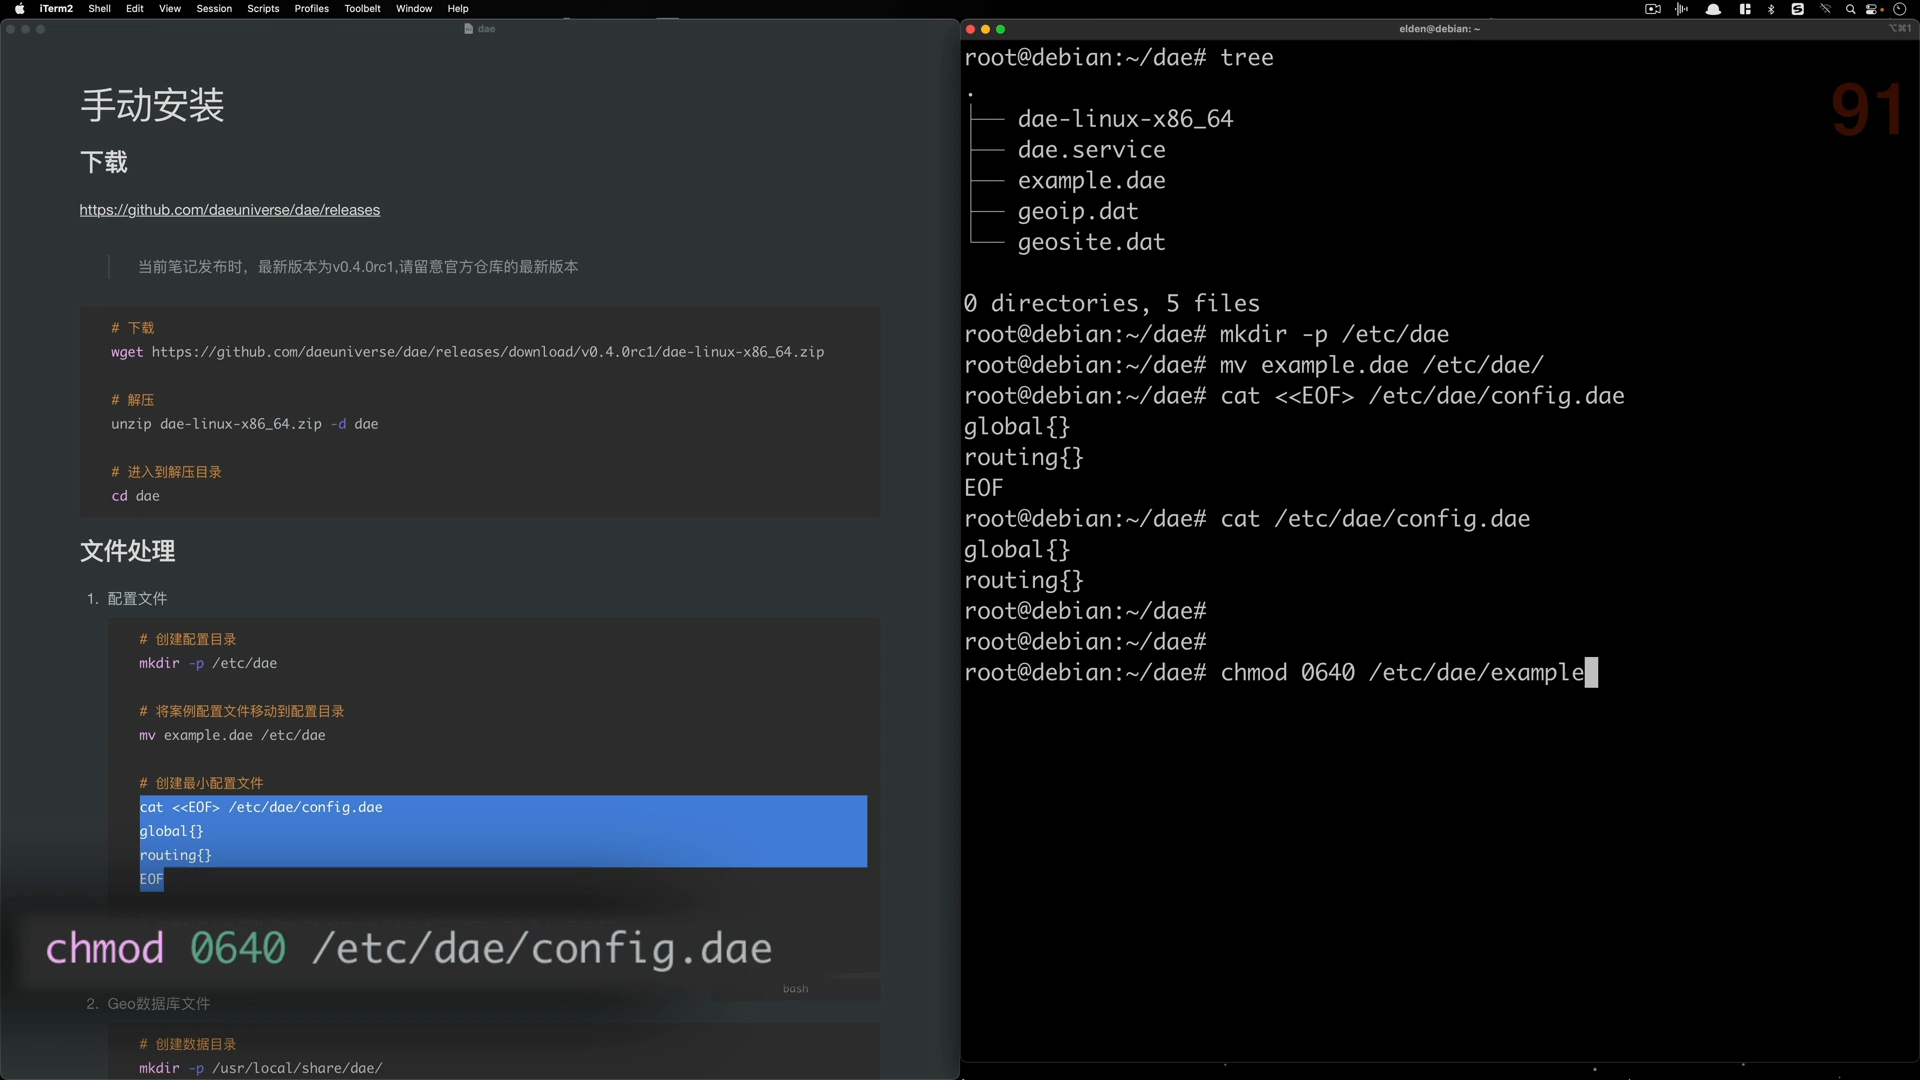 iTerm2 Shell Edit View Session Scripts Profiles Toolbelt Window Help
dae
手动安装
下载
https://github.com/daeuniverse/dae/releases
当前笔记发布时，最新版本为v0.4.0rc1,请留意官方仓库的最新版本
# 下载
wget https://github.com/daeuniverse/dae/releases/download/v0.4.0rc1/dae-linux-x86_64.zip
# 解压
unzip dae-linux-x86_64.zip -d dae
# 进入到解压目录
cd dae
文件处理
1. 配置文件
# 创建配置目录
mkdir -p /etc/dae
# 将案例配置文件移动到配置目录
mv example.dae /etc/dae
# 创建最小配置文件
cat <<EOF> /etc/dae/config.dae
global{}
routing{}
EOF
chmod 0640 /etc/dae/config.dae
bash
2. Geo数据库文件
# 创建数据目录
mkdir -p /usr/local/share/dae/
elden@debian: ~
⌥⌘1
91
root@debian:~/dae# tree
.
├── dae-linux-x86_64
├── dae.service
├── example.dae
├── geoip.dat
└── geosite.dat
0 directories, 5 files
root@debian:~/dae# mkdir -p /etc/dae
root@debian:~/dae# mv example.dae /etc/dae/
root@debian:~/dae# cat <<EOF> /etc/dae/config.dae
global{}
routing{}
EOF
root@debian:~/dae# cat /etc/dae/config.dae
global{}
routing{}
root@debian:~/dae#
root@debian:~/dae#
root@debian:~/dae# chmod 0640 /etc/dae/example